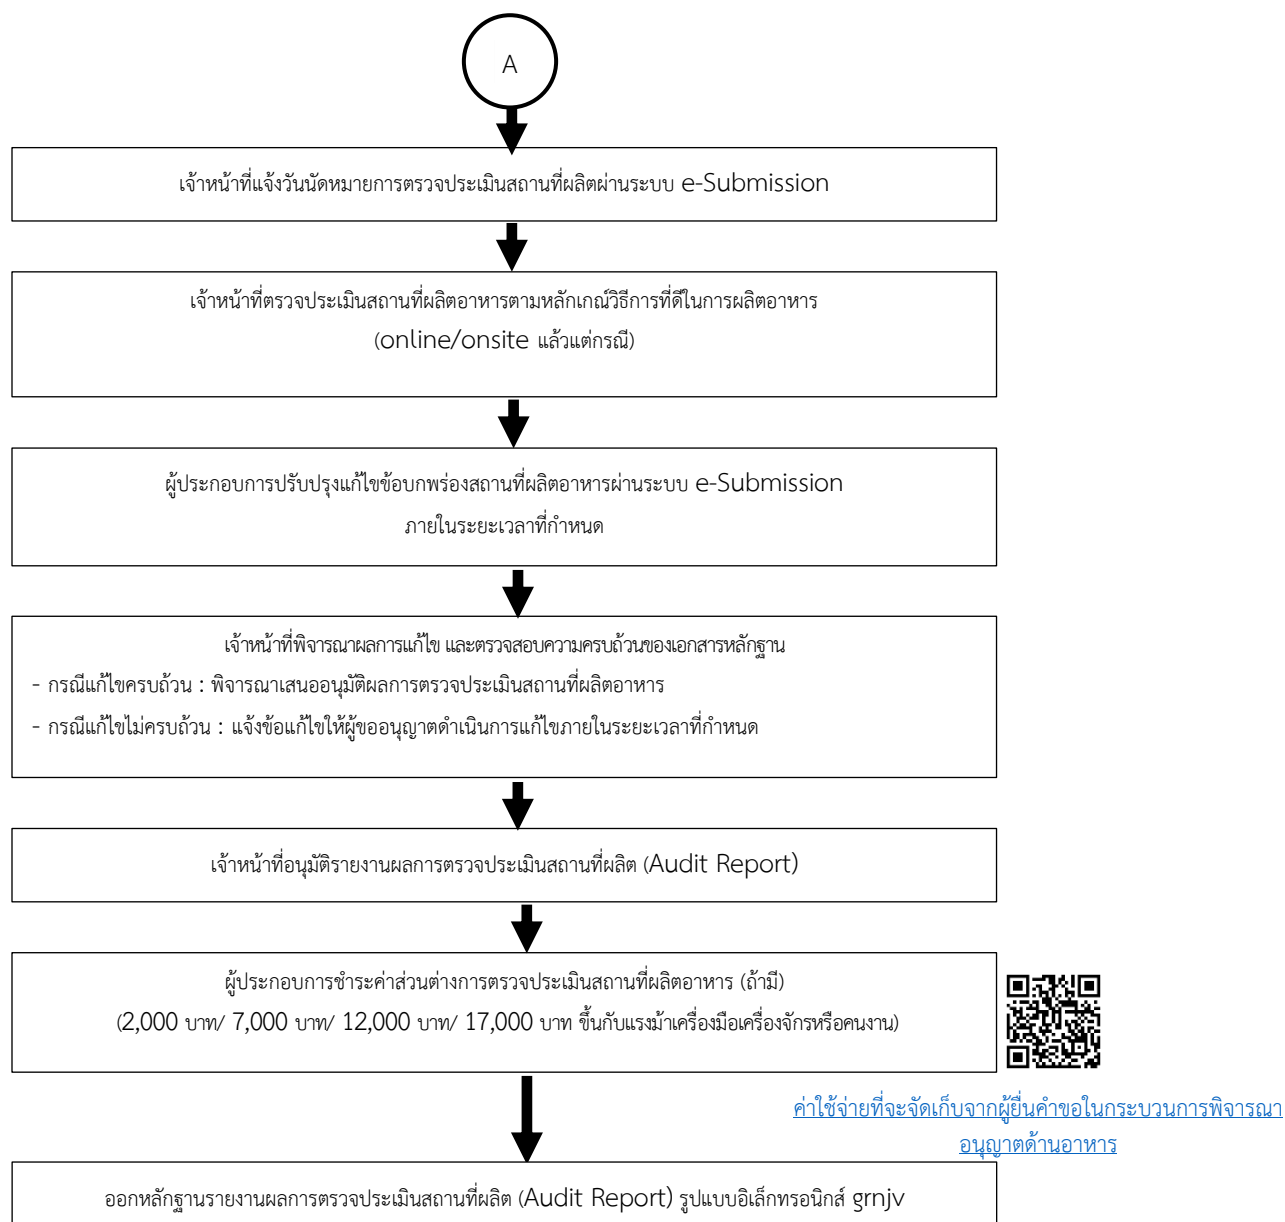 A
เจ้าหน้าที่แจ้งวันนัดหมายการตรวจประเมินสถานที่ผลิตผ่านระบบ e-Submission
เจ้าหน้าที่ตรวจประเมินสถานที่ผลิตอาหารตามหลักเกณ์วิธีการที่ดีในการผลิตอาหาร
(online/onsite แล้วแต่กรณี)
ผู้ประกอบการปรับปรุงแก้ไขข้อบกพร่องสถานที่ผลิตอาหารผ่านระบบ e-Submission
ภายในระยะเวลาที่กำหนด
เจ้าหน้าที่พิจารณาผลการแก้ไข และตรวจสอบความครบถ้วนของเอกสารหลักฐาน
- กรณีแก้ไขครบถ้วน : พิจารณาเสนออนุมัติผลการตรวจประเมินสถานที่ผลิตอาหาร
- กรณีแก้ไขไม่ครบถ้วน : แจ้งข้อแก้ไขให้ผู้ขออนุญาตดำเนินการแก้ไขภายในระยะเวลาที่กำหนด
เจ้าหน้าที่อนุมัติรายงานผลการตรวจประเมินสถานที่ผลิต (Audit Report)
ผู้ประกอบการชำระค่าส่วนต่างการตรวจประเมินสถานที่ผลิตอาหาร (ถ้ามี)
(2,000 บาท/ 7,000 บาท/ 12,000 บาท/ 17,000 บาท ขึ้นกับแรงม้าเครื่องมือเครื่องจักรหรือคนงาน)
ค่าใช้จ่ายที่จะจัดเก็บจากผู้ยื่นคำขอในกระบวนการพิจารณา
อนุญาตด้านอาหาร
ออกหลักฐานรายงานผลการตรวจประเมินสถานที่ผลิต (Audit Report) รูปแบบอิเล็กทรอนิกส์ grnjv